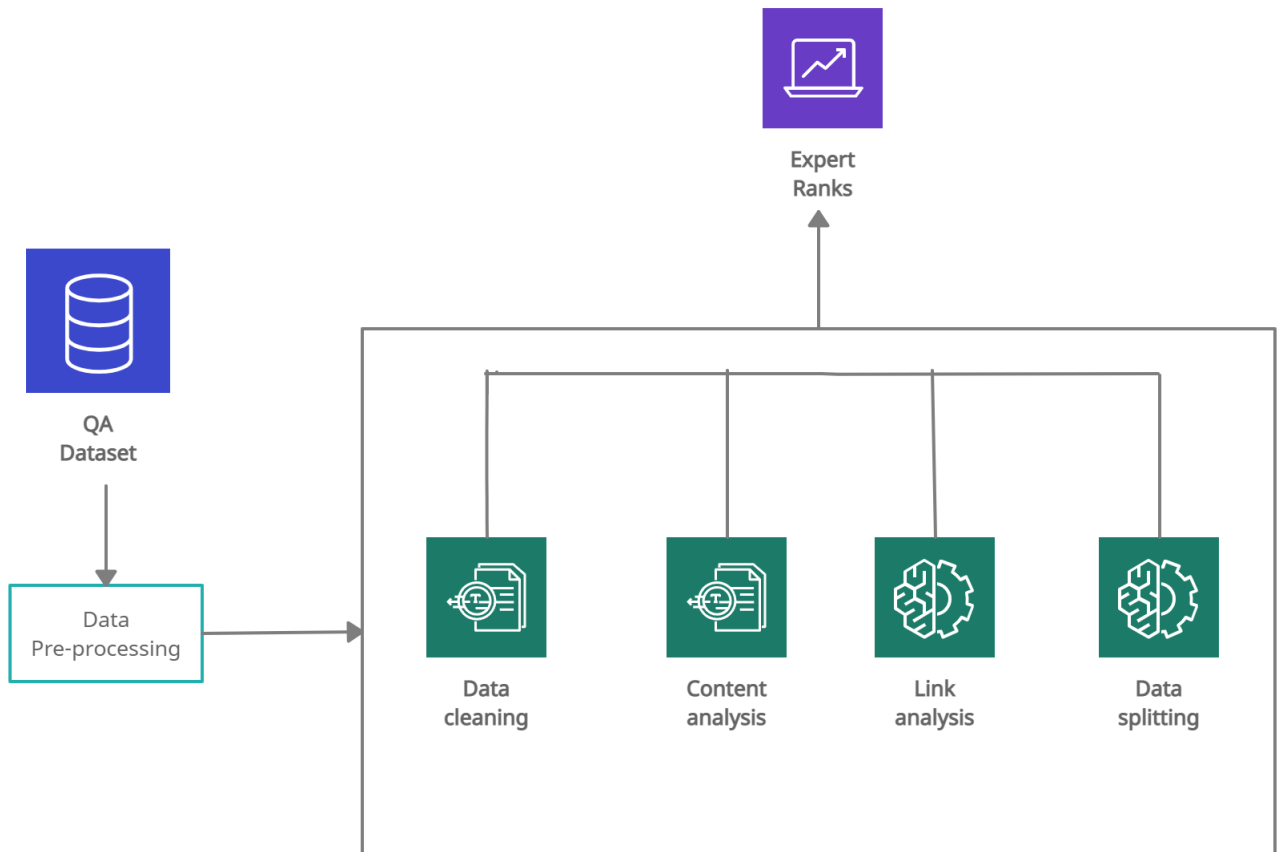 Expert
Ranks
QA
Dataset
Data
Pre-processing
Data
cleaning
Content
analysis
Link
analysis
Data
splitting